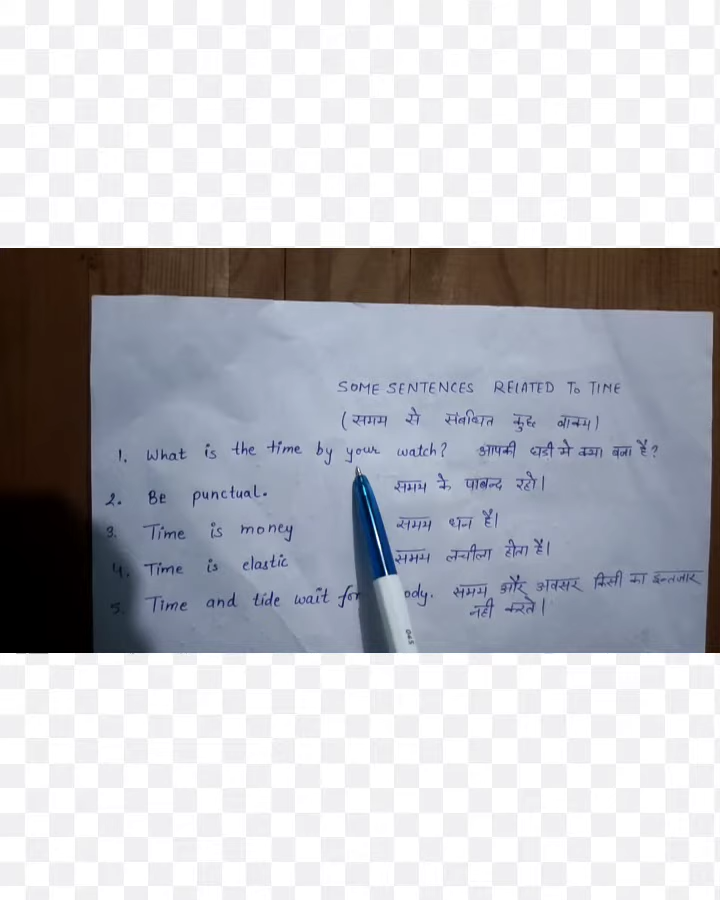 SOME SENTENCES RELATED TO TIME
(समय से संबंधित कुछ वाक्य)
1. What is the time by your watch? आपकी घडी मे क्या बजा है?
2. Be punctual. समय के पाबन्द रहो।
3. Time is money समय धन है।
4. Time is elastic समय लचीला होता है।
5. Time and tide wait for ody. समय और अवसर किसी का इन्तजार
नही करते।